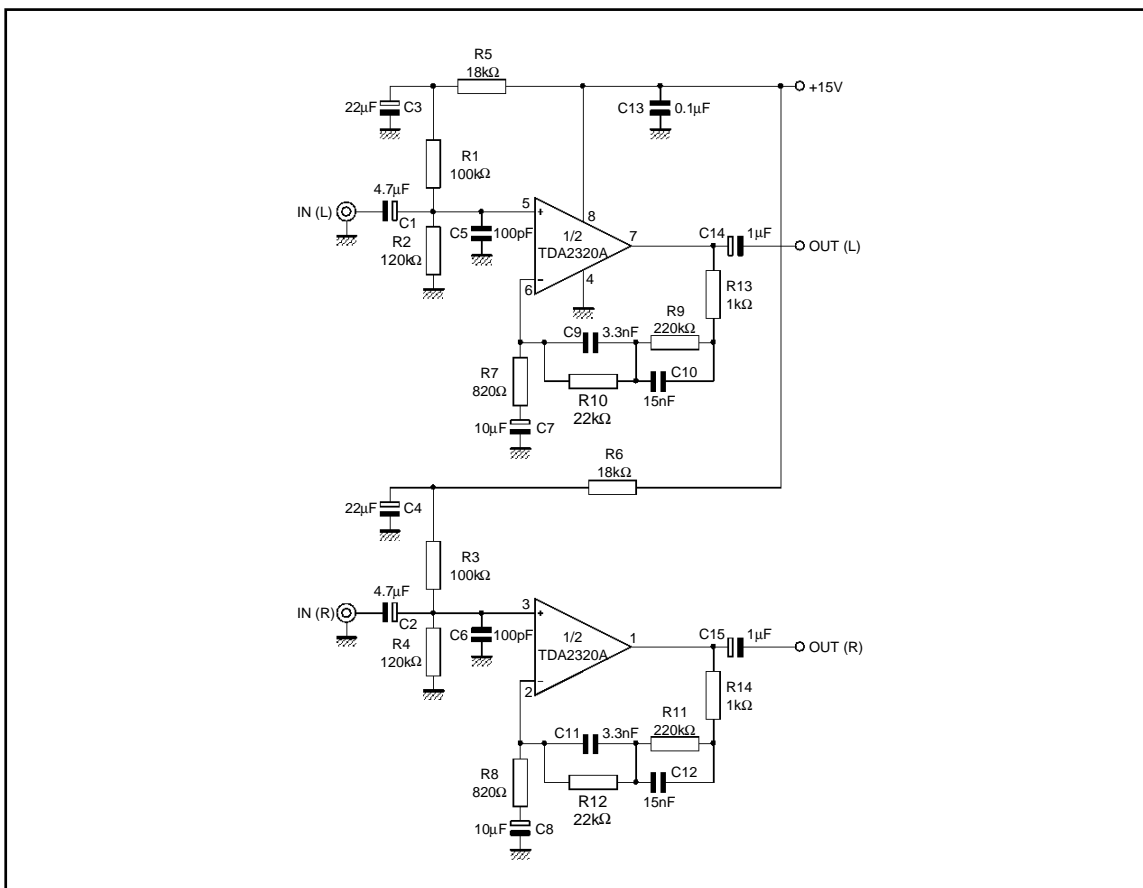 R5
18kΩ
+15V
22μF C3
C13 0.1μF
R1
100kΩ
4.7μF
IN (L)
C1
5
+
8
1/2
TDA2320A
7
C14 1μF
OUT (L)
R2
120kΩ
C5 100pF
−
6
4
R13
1kΩ
C9 3.3nF
R9
220kΩ
R7
820Ω
C10
15nF
R10
22kΩ
10μF C7
R6
18kΩ
22μF C4
R3
100kΩ
4.7μF
IN (R)
C2
3
+
1/2
TDA2320A
1
C15 1μF
OUT (R)
R4
120kΩ
C6 100pF
−
2
R14
1kΩ
C11 3.3nF
R11
220kΩ
R8
820Ω
C12
15nF
R12
22kΩ
10μF C8